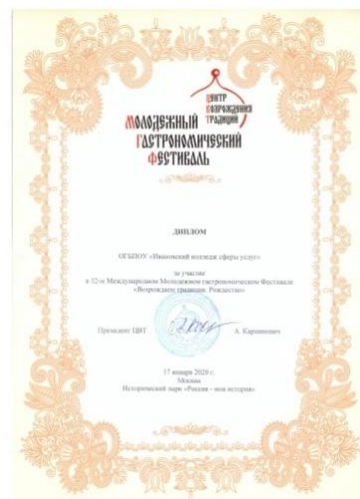 ЦЕНТР
ВОЗРОЖДЕНИЯ
ТРАДИЦИЙ
МОЛОДЕЖНЫЙ
ГАСТРОНОМИЧЕСКИЙ
ФЕСТИВАЛЬ
ДИПЛОМ
ОГБПОУ «Ивановский колледж сферы услуг»
за участие
в 12-м Международном Молодежном гастрономическом Фестивале
«Возрождаем традиции. Рождество»
Президент ЦВТ А. Карпинович
17 января 2020 г.
Москва
Исторический парк «Россия - моя история»